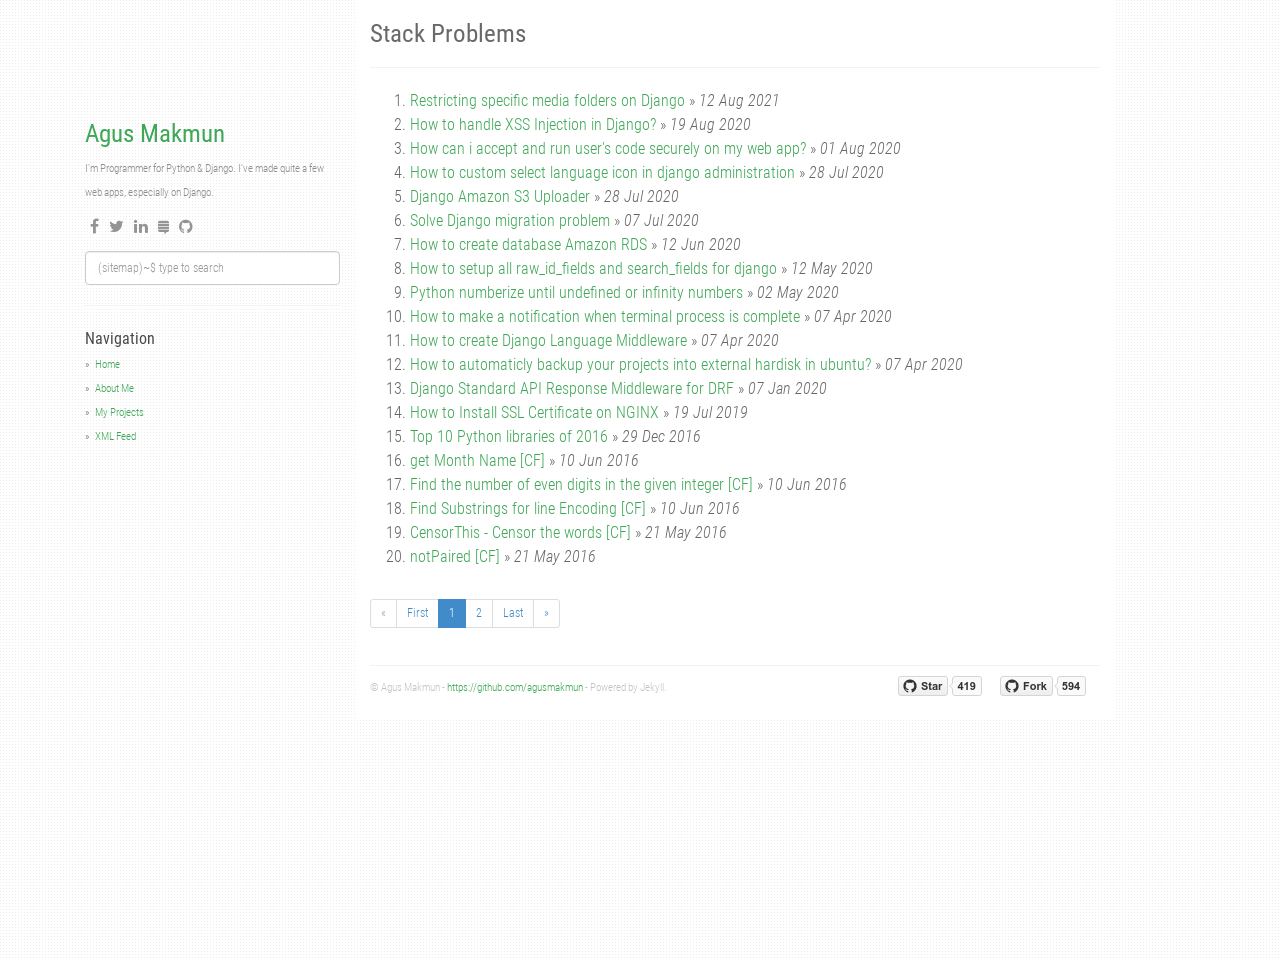 Agus Makmun
I'm Programmer for Python & Django. I've made quite a few
web apps, especially on Django.
(sitemap)~$ type to search
Navigation
» Home
» About Me
» My Projects
» XML Feed
Stack Problems
1. Restricting specific media folders on Django » 12 Aug 2021
2. How to handle XSS Injection in Django? » 19 Aug 2020
3. How can i accept and run user's code securely on my web app? » 01 Aug 2020
4. How to custom select language icon in django administration » 28 Jul 2020
5. Django Amazon S3 Uploader » 28 Jul 2020
6. Solve Django migration problem » 07 Jul 2020
7. How to create database Amazon RDS » 12 Jun 2020
8. How to setup all raw_id_fields and search_fields for django » 12 May 2020
9. Python numberize until undefined or infinity numbers » 02 May 2020
10. How to make a notification when terminal process is complete » 07 Apr 2020
11. How to create Django Language Middleware » 07 Apr 2020
12. How to automaticly backup your projects into external hardisk in ubuntu? » 07 Apr 2020
13. Django Standard API Response Middleware for DRF » 07 Jan 2020
14. How to Install SSL Certificate on NGINX » 19 Jul 2019
15. Top 10 Python libraries of 2016 » 29 Dec 2016
16. get Month Name [CF] » 10 Jun 2016
17. Find the number of even digits in the given integer [CF] » 10 Jun 2016
18. Find Substrings for line Encoding [CF] » 10 Jun 2016
19. CensorThis - Censor the words [CF] » 21 May 2016
20. notPaired [CF] » 21 May 2016
« First 1 2 Last »
© Agus Makmun - https://github.com/agusmakmun - Powered by Jekyll.
Star 419 Fork 594